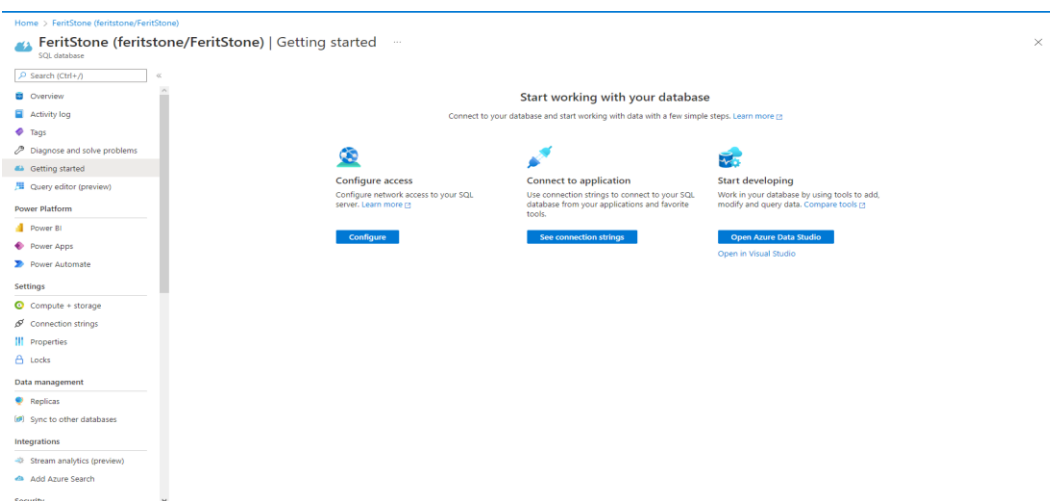 Home > FeritStone (feritstone/FeritStone)
FeritStone (feritstone/FeritStone) | Getting started ...
SQL database
Search (Ctrl+/)
«
Overview
Activity log
Tags
Diagnose and solve problems
Getting started
Query editor (preview)
Power Platform
Power BI
Power Apps
Power Automate
Settings
Compute + storage
Connection strings
Properties
Locks
Data management
Replicas
Sync to other databases
Integrations
Stream analytics (preview)
Add Azure Search
Security
Start working with your database
Connect to your database and start working with data with a few simple steps. Learn more
Configure access
Configure network access to your SQL
server. Learn more
Configure
Connect to application
Use connection strings to connect to your SQL
database from your applications and favorite
tools.
See connection strings
Start developing
Work in your database by using tools to add,
modify and query data. Compare tools
Open Azure Data Studio
Open in Visual Studio